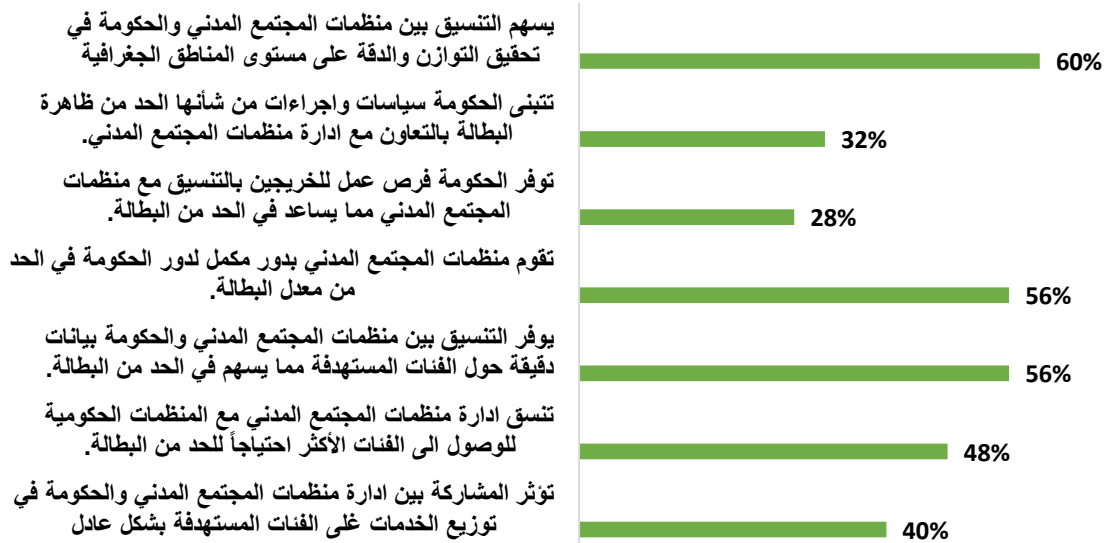 يسهم التنسيق بين منظمات المجتمع المدني والحكومة في
تحقيق التوازن والدقة على مستوى المناطق الجغرافية
60%
تتبنى الحكومة سياسات واجراءات من شأنها الحد من ظاهرة
البطالة بالتعاون مع ادارة منظمات المجتمع المدني.
32%
توفر الحكومة فرص عمل للخريجين بالتنسيق مع منظمات
المجتمع المدني مما يساعد في الحد من البطالة.
28%
تقوم منظمات المجتمع المدني بدور مكمل لدور الحكومة في الحد
من معدل البطالة.
56%
يوفر التنسيق بين منظمات المجتمع المدني والحكومة بيانات
دقيقة حول الفئات المستهدفة مما يسهم في الحد من البطالة.
56%
تنسق ادارة منظمات المجتمع المدني مع المنظمات الحكومية
للوصول الى الفئات الأكثر احتياجاً للحد من البطالة.
48%
تؤثر المشاركة بين ادارة منظمات المجتمع المدني والحكومة في
توزيع الخدمات غلى الفئات المستهدفة بشكل عادل
40%